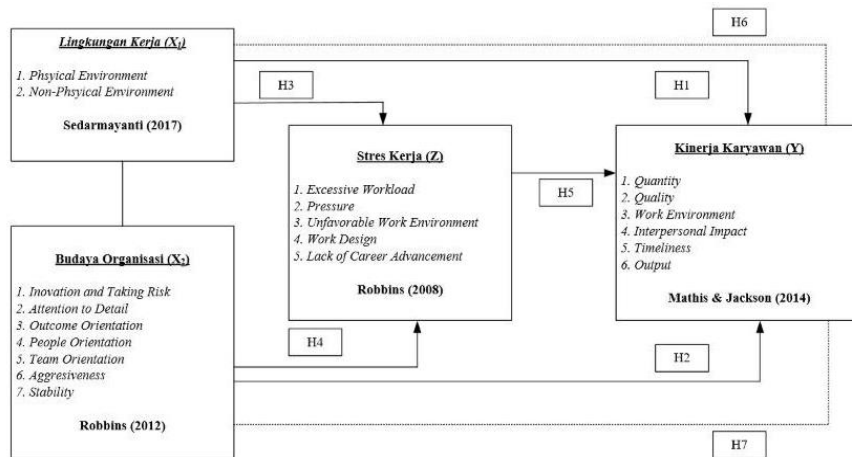 Lingkungan Kerja (X1)
1. Phsyical Environment
2. Non-Phsyical Environment
Sedarmayanti (2017)
H6
H3
H1
Stres Kerja (Z)
1. Excessive Workload
2. Pressure
3. Unfavorable Work Environment
4. Work Design
5. Lack of Career Advancement
Robbins (2008)
H5
Kinerja Karyawan (Y)
1. Quantity
2. Quality
3. Work Environment
4. Interpersonal Impact
5. Timeliness
6. Output
Mathis & Jackson (2014)
Budaya Organisasi (X2)
1. Inovation and Taking Risk
2. Attention to Detail
3. Outcome Orientation
4. People Orientation
5. Team Orientation
6. Aggresiveness
7. Stability
Robbins (2012)
H4
H2
H7